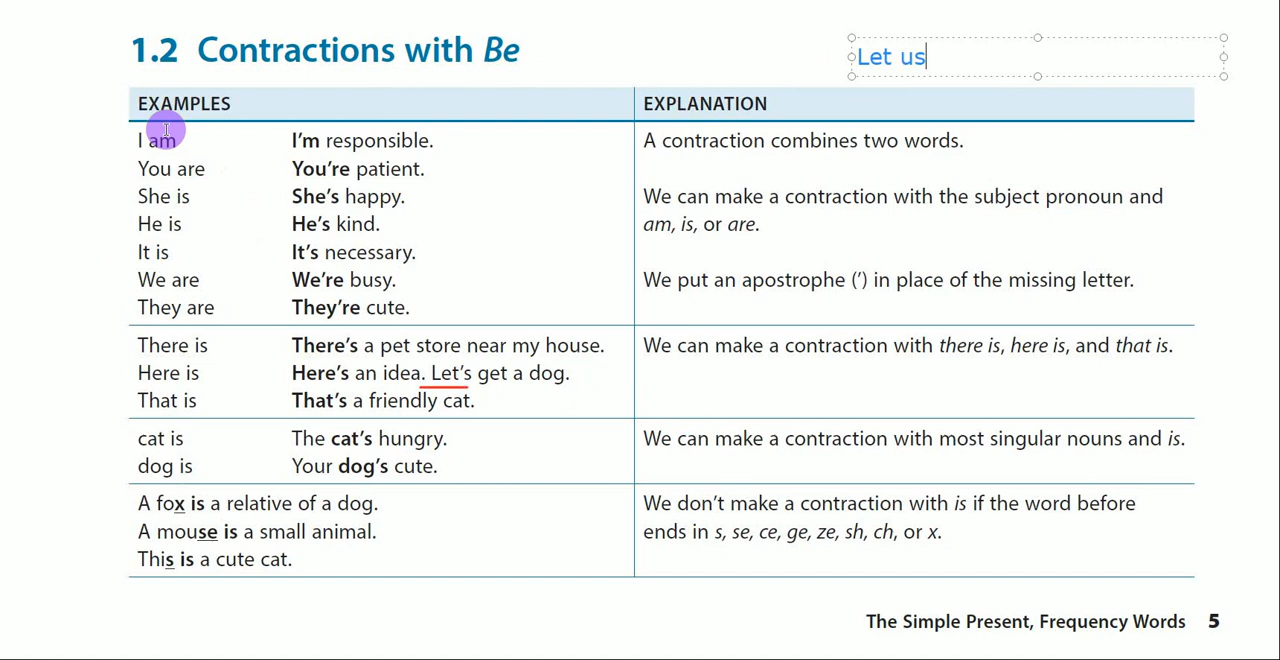 1.2 Contractions with Be
Let us
EXAMPLES EXPLANATION
I am I'm responsible. A contraction combines two words.
You are You're patient.
She is She's happy. We can make a contraction with the subject pronoun and
He is He's kind. am, is, or are.
It is It's necessary.
We are We're busy. We put an apostrophe (') in place of the missing letter.
They are They're cute.
There is There's a pet store near my house. We can make a contraction with there is, here is, and that is.
Here is Here's an idea. Let's get a dog.
That is That's a friendly cat.
cat is The cat's hungry. We can make a contraction with most singular nouns and is.
dog is Your dog's cute.
A fox is a relative of a dog. We don't make a contraction with is if the word before
A mouse is a small animal. ends in s, se, ce, ge, ze, sh, ch, or x.
This is a cute cat.
The Simple Present, Frequency Words 5